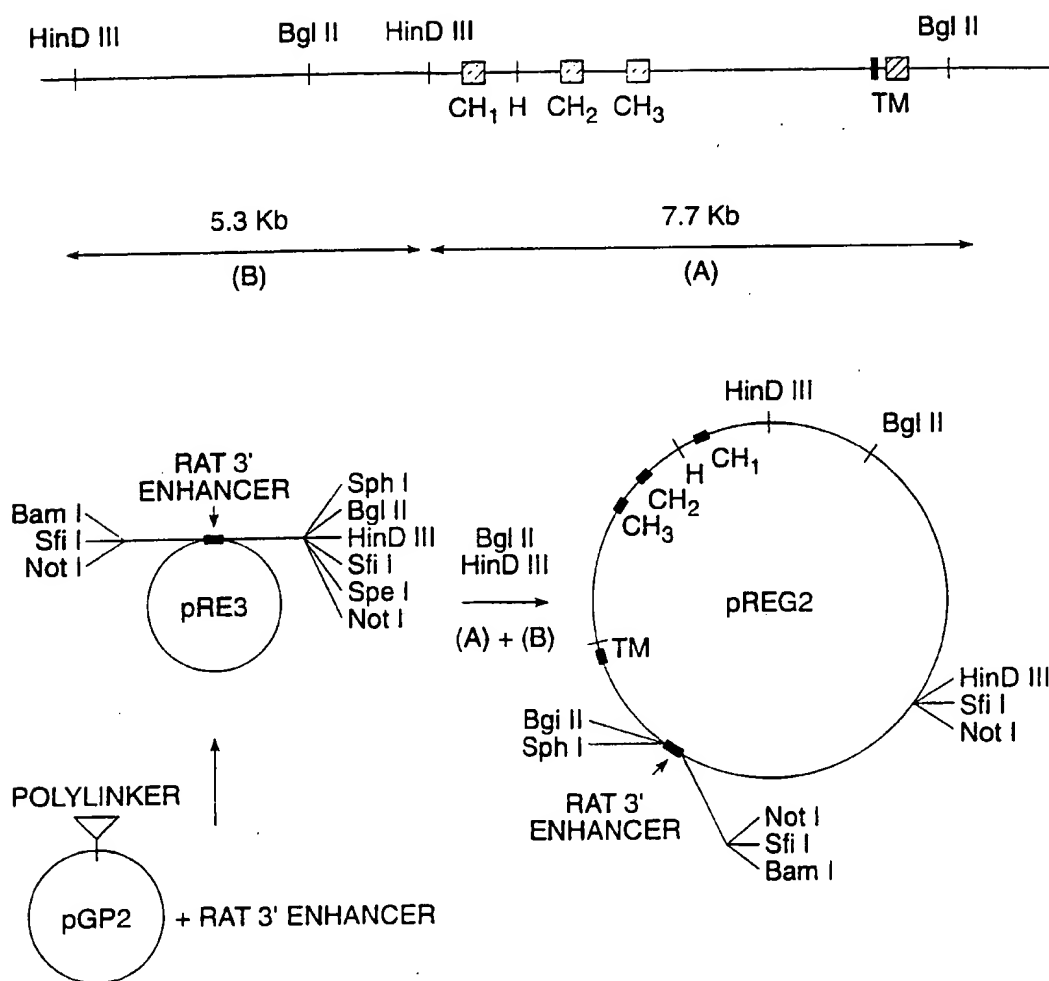 HinD III
Bgl II
HinD III
Bgl II
CH1
H
CH2
CH3
TM
5.3 Kb
(B)
7.7 Kb
(A)
RAT 3'
ENHANCER
Bam I
Sfi I
Not I
Sph I
Bgl II
HinD III
Sfi I
Spe I
Not I
pRE3
Bgl II
HinD III
(A) + (B)
HinD III
Bgl II
CH1
H
CH2
CH3
pREG2
TM
HinD III
Sfi I
Not I
Bgi II
Sph I
RAT 3'
ENHANCER
Not I
Sfi I
Bam I
POLYLINKER
pGP2
+ RAT 3' ENHANCER